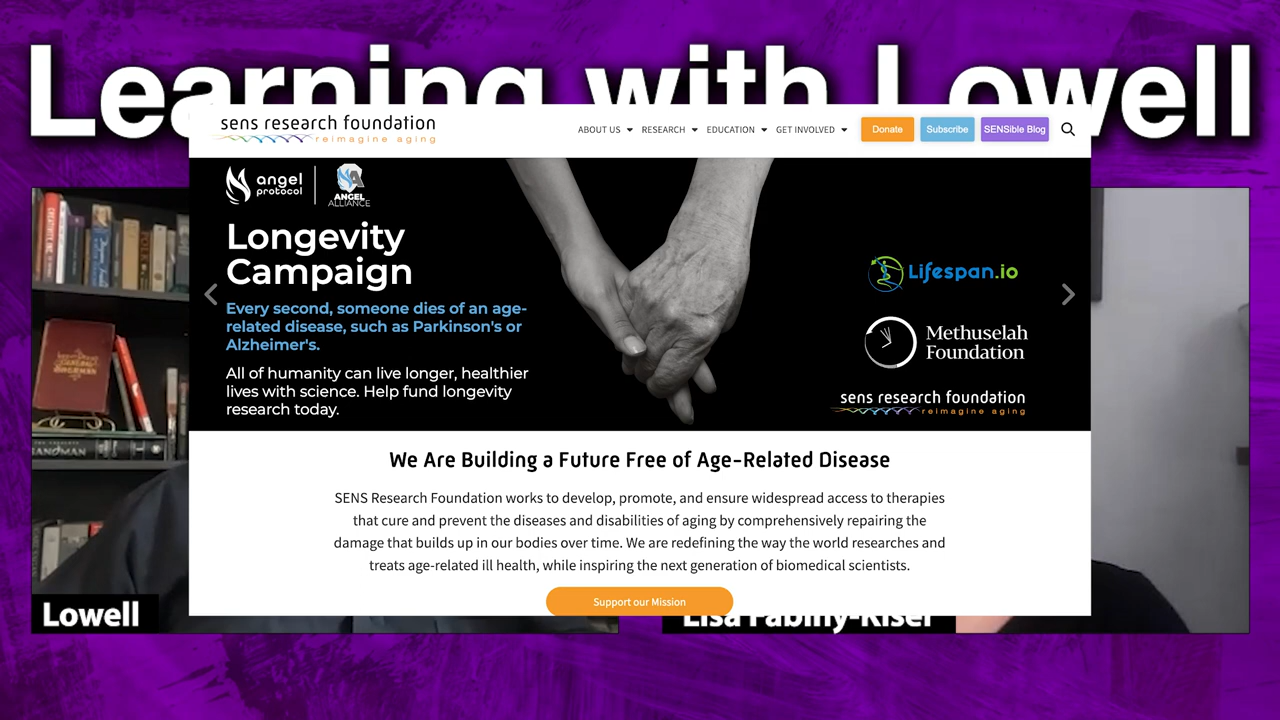 Learning with Lowell
sens research foundation
reimagine aging
ABOUT US
RESEARCH
EDUCATION
GET INVOLVED
Donate
Subscribe
SENSible Blog
angel
protocol
ANGEL
ALLIANCE
Longevity
Campaign
Every second, someone dies of an age-
related disease, such as Parkinson's or
Alzheimer's.
All of humanity can live longer, healthier
lives with science. Help fund longevity
research today.
Lifespan.io
Methuselah
Foundation
sens research foundation
reimagine aging
We Are Building a Future Free of Age-Related Disease
SENS Research Foundation works to develop, promote, and ensure widespread access to therapies
that cure and prevent the diseases and disabilities of aging by comprehensively repairing the
damage that builds up in our bodies over time. We are redefining the way the world researches and
treats age-related ill health, while inspiring the next generation of biomedical scientists.
Support our Mission
Lowell
Lisa Fabiny-Kiser